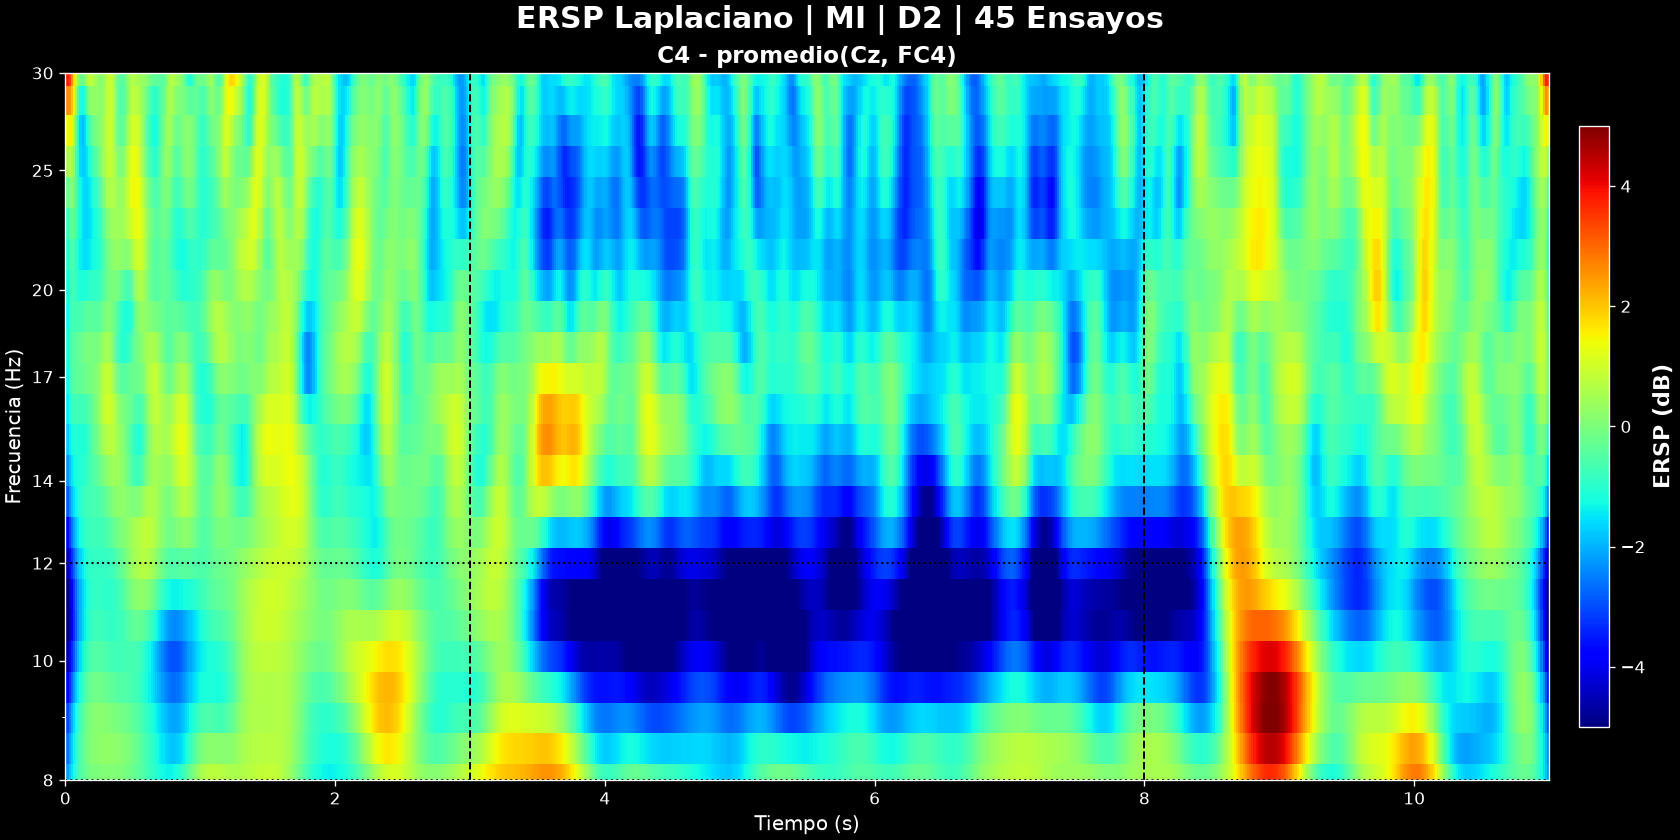 ERSP Laplaciano | MI | D2 | 45 Ensayos
C4 - promedio(Cz, FC4)
Frecuencia (Hz)
30
25
20
17
14
12
10
8
0 2 4 6 8 10
Tiempo (s)
4
2
0
−2
−4
ERSP (dB)